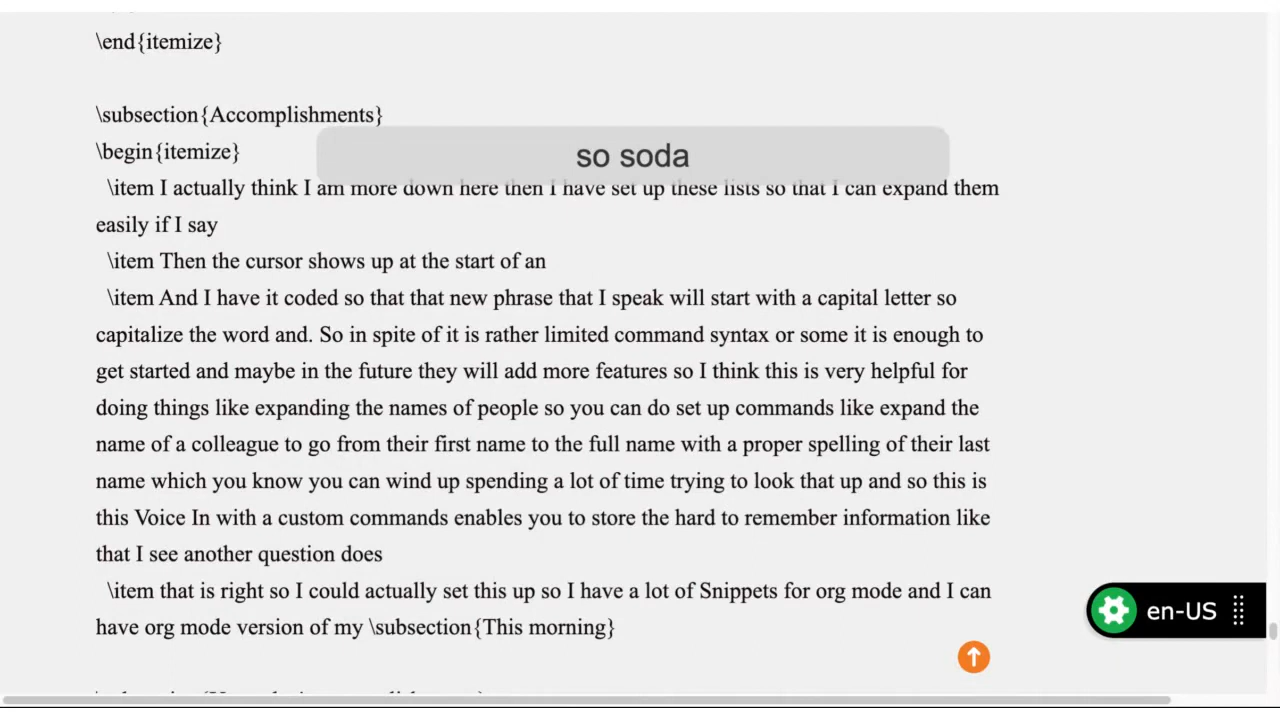 \end{itemize}
\subsection{Accomplishments}
\begin{itemize}
so soda
\item I actually think I am more down here then I have set up these lists so that I can expand them
easily if I say
\item Then the cursor shows up at the start of an
\item And I have it coded so that that new phrase that I speak will start with a capital letter so
capitalize the word and. So in spite of it is rather limited command syntax or some it is enough to
get started and maybe in the future they will add more features so I think this is very helpful for
doing things like expanding the names of people so you can do set up commands like expand the
name of a colleague to go from their first name to the full name with a proper spelling of their last
name which you know you can wind up spending a lot of time trying to look that up and so this is
this Voice In with a custom commands enables you to store the hard to remember information like
that I see another question does
\item that is right so I could actually set this up so I have a lot of Snippets for org mode and I can
have org mode version of my \subsection{This morning}
en-US